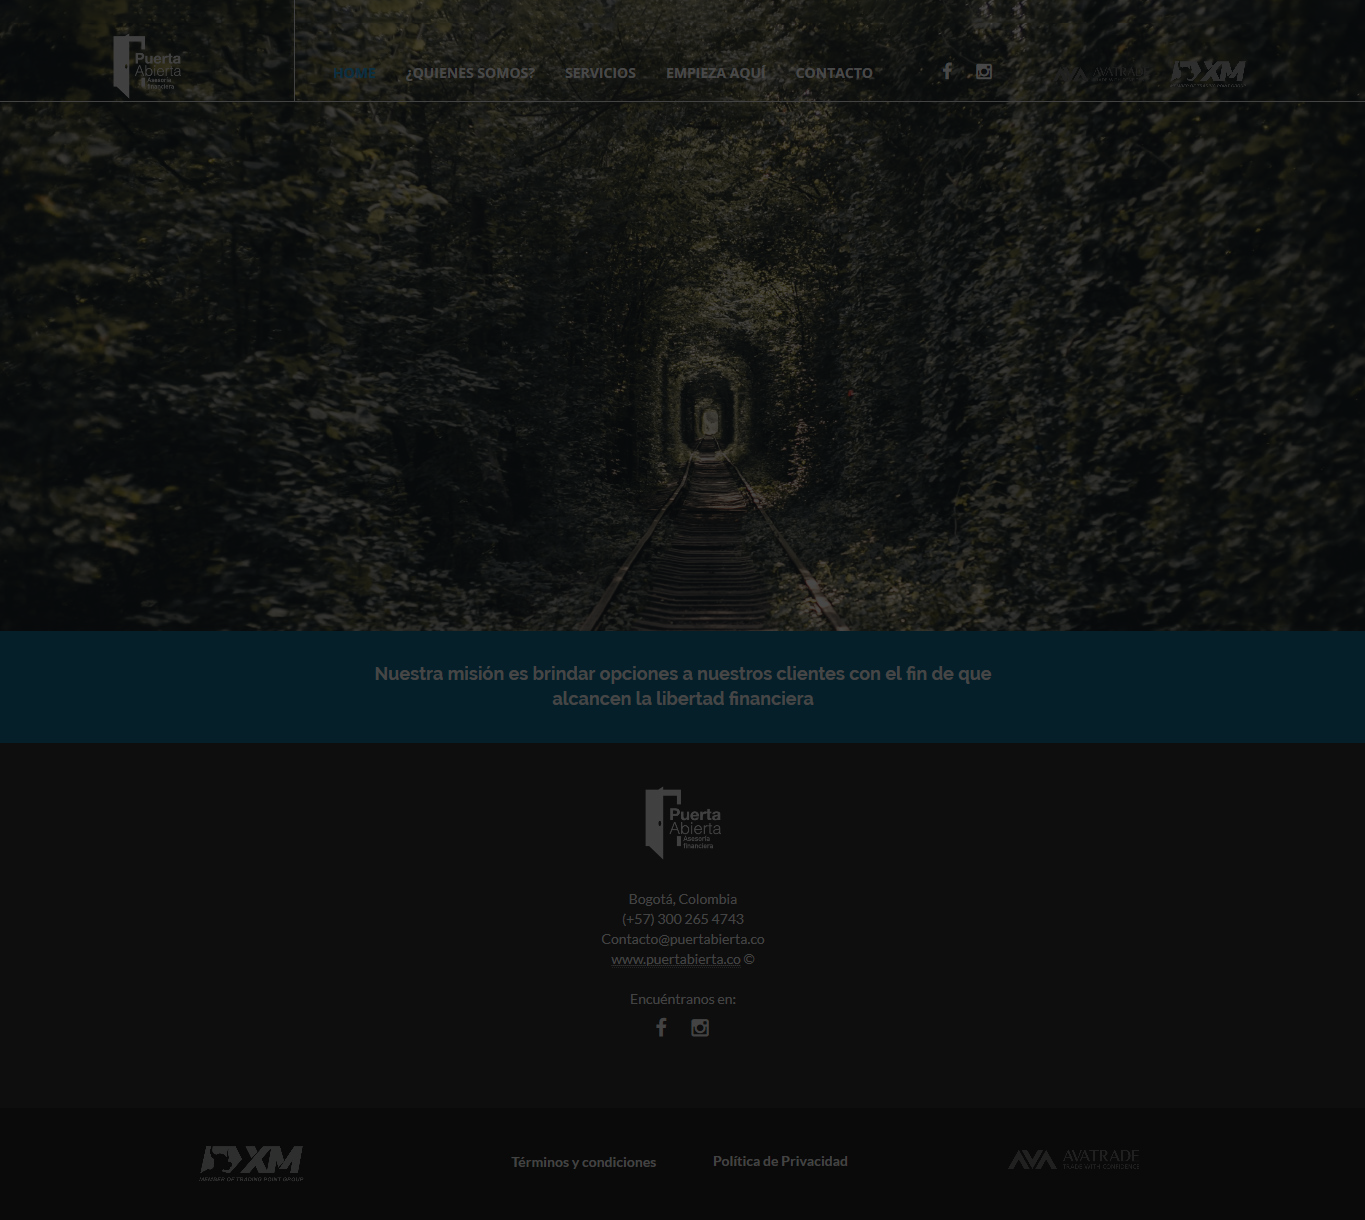 Puerta
Abierta
Asesoría
financiera
HOME
¿QUIENES SOMOS?
SERVICIOS
EMPIEZA AQUÍ
CONTACTO
AVATRADE
XM
Nuestra misión es brindar opciones a nuestros clientes con el fin de que
alcancen la libertad financiera
Puerta
Abierta
Asesoría
financiera
Bogotá, Colombia
(+57) 300 265 4743
Contacto@puertabierta.co
www.puertabierta.co ©
Encuéntranos en:
XM
MEMBER OF TRADING POINT GROUP
Términos y condiciones
Política de Privacidad
AVATRADE
TRADE WITH CONFIDENCE